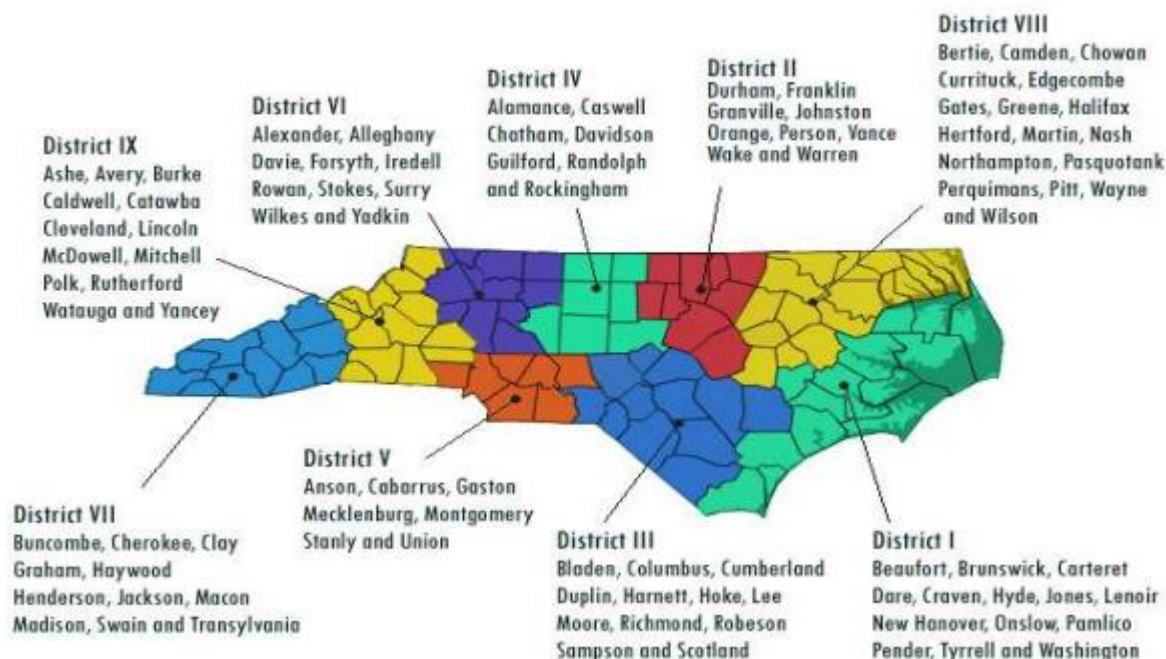 District VIII
Bertie, Camden, Chowan
Currituck, Edgecombe
Gates, Greene, Halifax
Hertford, Martin, Nash
Northampton, Pasquotank
Perquimans, Pitt, Wayne
and Wilson
District II
Durham, Franklin
Granville, Johnston
Orange, Person, Vance
Wake and Warren
District IV
Alamance, Caswell
Chatham, Davidson
Guilford, Randolph
and Rockingham
District VI
Alexander, Alleghany
Davie, Forsyth, Iredell
Rowan, Stokes, Surry
Wilkes and Yadkin
District IX
Ashe, Avery, Burke
Caldwell, Catawba
Cleveland, Lincoln
McDowell, Mitchell
Polk, Rutherford
Watauga and Yancey
District VII
Buncombe, Cherokee, Clay
Graham, Haywood
Henderson, Jackson, Macon
Madison, Swain and Transylvania
District V
Anson, Cabarrus, Gaston
Mecklenburg, Montgomery
Stanly and Union
District III
Bladen, Columbus, Cumberland
Duplin, Harnett, Hoke, Lee
Moore, Richmond, Robeson
Sampson and Scotland
District I
Beaufort, Brunswick, Carteret
Dare, Craven, Hyde, Jones, Lenoir
New Hanover, Onslow, Pamlico
Pender, Tyrrell and Washington